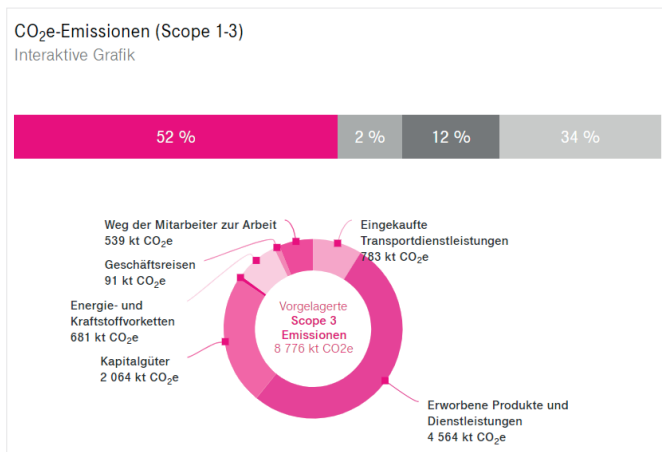 CO₂e-Emissionen (Scope 1-3)
Interaktive Grafik
52 %
2 %
12 %
34 %
Weg der Mitarbeiter zur Arbeit
539 kt CO₂e
Geschäftsreisen
91 kt CO₂e
Energie- und
Kraftstoffvorketten
681 kt CO₂e
Kapitalgüter
2 064 kt CO₂e
Eingekaufte
Transportdienstleistungen
783 kt CO₂e
Vorgelagerte
Scope 3
Emissionen
8 776 kt CO2e
Erworbene Produkte und
Dienstleistungen
4 564 kt CO₂e